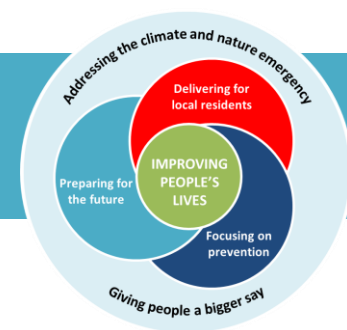 Addressing the climate and nature emergency
Delivering for
local residents
IMPROVING
PEOPLE'S
LIVES
Preparing for
the future
Focusing on
prevention
Giving people a bigger say